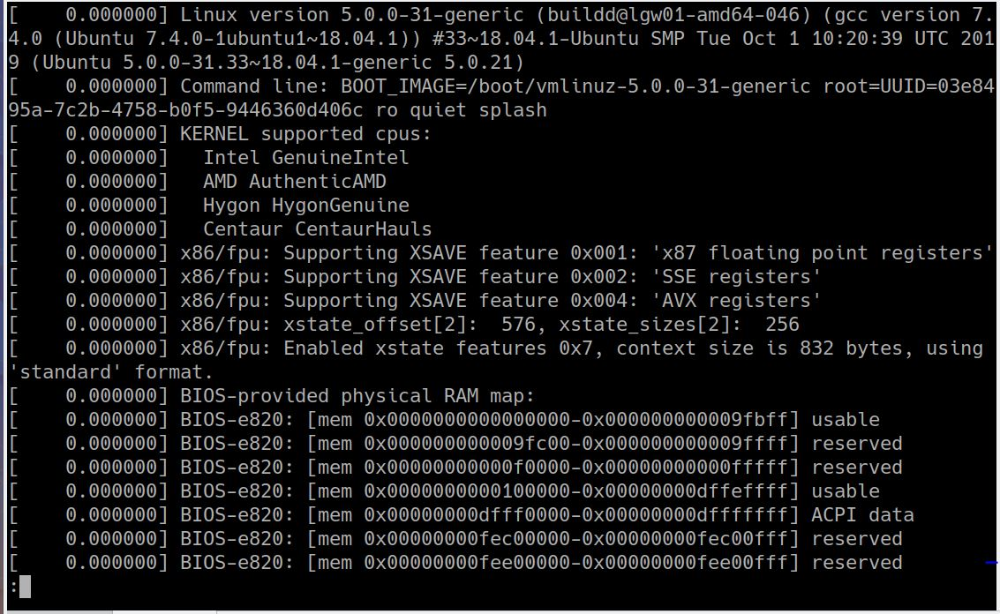 [    0.000000] Linux version 5.0.0-31-generic (buildd@lgw01-amd64-046) (gcc version 7.
4.0 (Ubuntu 7.4.0-1ubuntu1~18.04.1)) #33~18.04.1-Ubuntu SMP Tue Oct 1 10:20:39 UTC 201
9 (Ubuntu 5.0.0-31.33~18.04.1-generic 5.0.21)
[    0.000000] Command line: BOOT_IMAGE=/boot/vmlinuz-5.0.0-31-generic root=UUID=03e84
95a-7c2b-4758-b0f5-9446360d406c ro quiet splash
[    0.000000] KERNEL supported cpus:
[    0.000000]   Intel GenuineIntel
[    0.000000]   AMD AuthenticAMD
[    0.000000]   Hygon HygonGenuine
[    0.000000]   Centaur CentaurHauls
[    0.000000] x86/fpu: Supporting XSAVE feature 0x001: 'x87 floating point registers'
[    0.000000] x86/fpu: Supporting XSAVE feature 0x002: 'SSE registers'
[    0.000000] x86/fpu: Supporting XSAVE feature 0x004: 'AVX registers'
[    0.000000] x86/fpu: xstate_offset[2]:  576, xstate_sizes[2]:  256
[    0.000000] x86/fpu: Enabled xstate features 0x7, context size is 832 bytes, using
'standard' format.
[    0.000000] BIOS-provided physical RAM map:
[    0.000000] BIOS-e820: [mem 0x0000000000000000-0x000000000009fbff] usable
[    0.000000] BIOS-e820: [mem 0x000000000009fc00-0x000000000009ffff] reserved
[    0.000000] BIOS-e820: [mem 0x00000000000f0000-0x00000000000fffff] reserved
[    0.000000] BIOS-e820: [mem 0x0000000000100000-0x00000000dffeffff] usable
[    0.000000] BIOS-e820: [mem 0x00000000dfff0000-0x00000000dfffffff] ACPI data
[    0.000000] BIOS-e820: [mem 0x00000000fec00000-0x00000000fec00fff] reserved
[    0.000000] BIOS-e820: [mem 0x00000000fee00000-0x00000000fee00fff] reserved
: